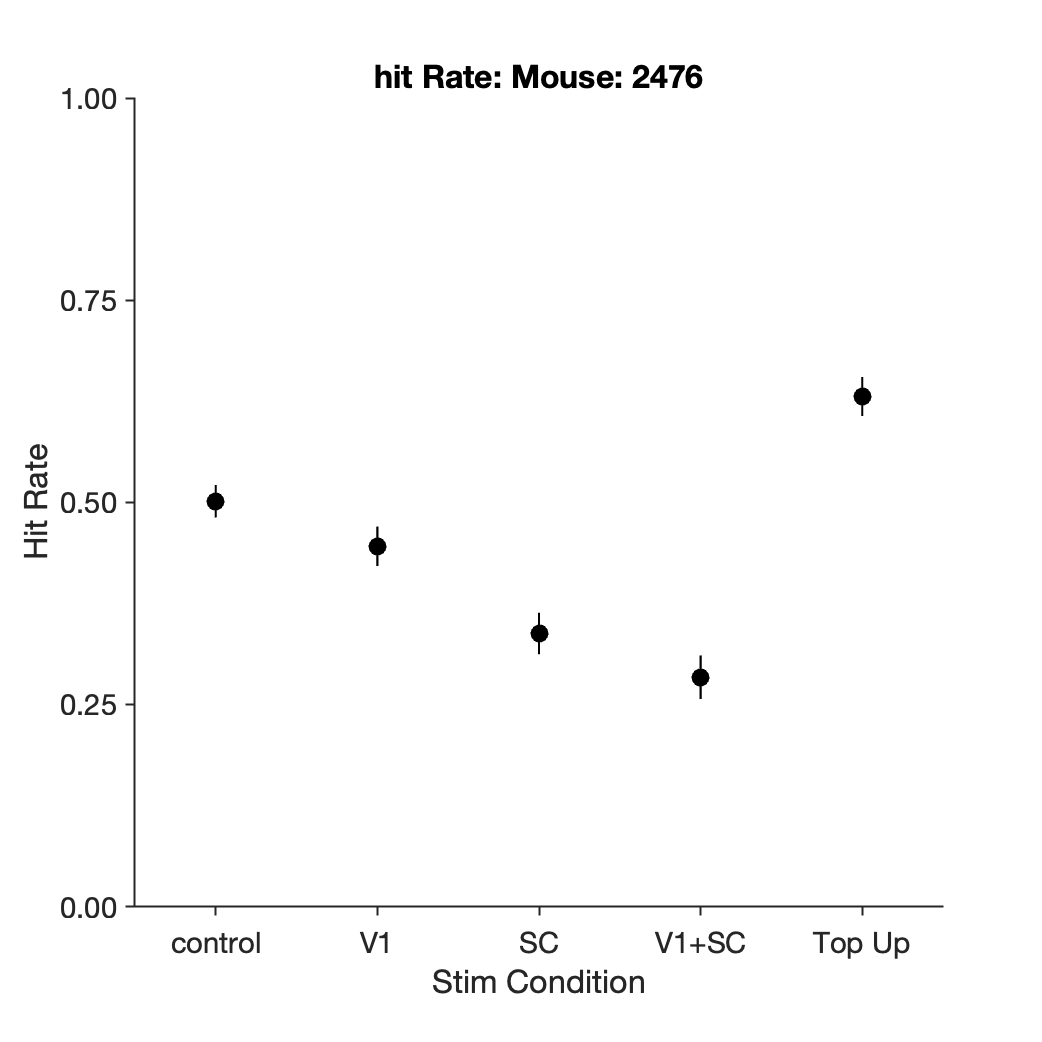 hit Rate: Mouse: 2476
1.00
0.75
0.50
0.25
0.00
Hit Rate
control V1 SC V1+SC Top Up
Stim Condition